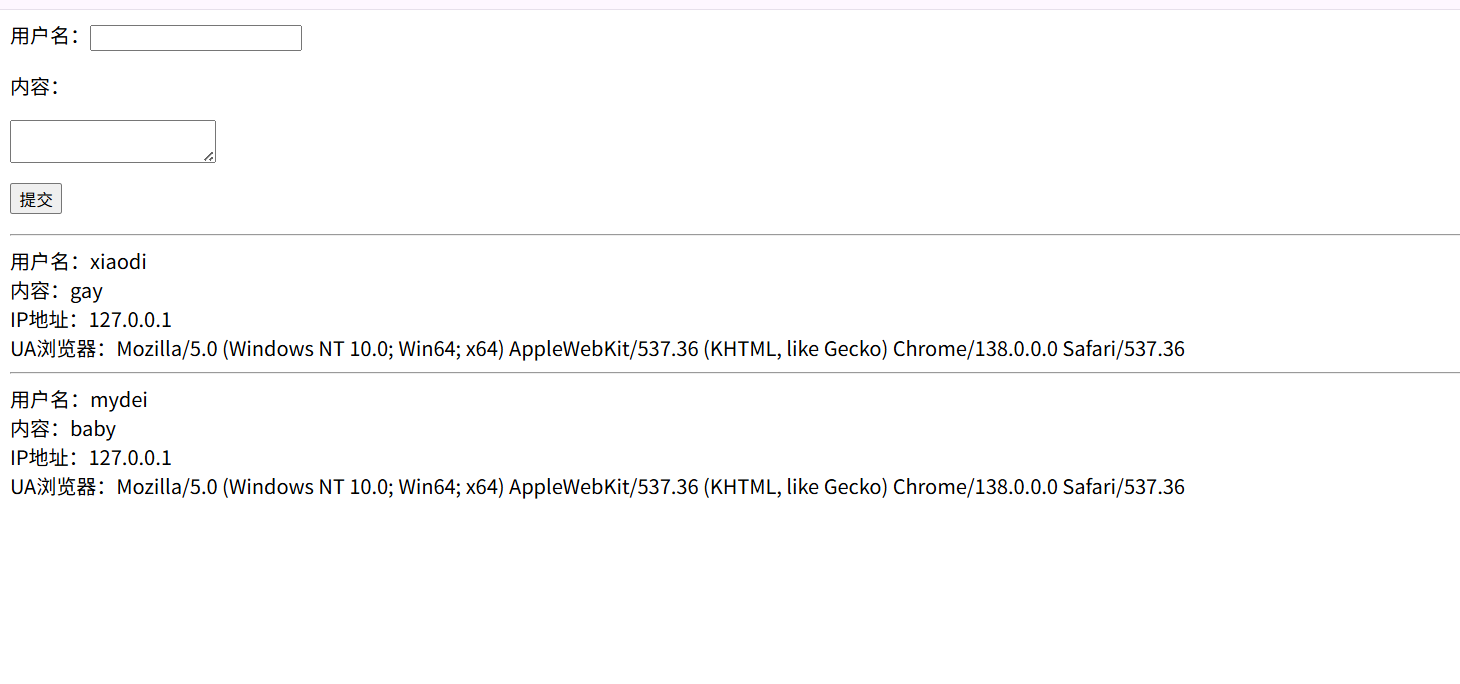 用户名：
内容：
提交
用户名：xiaodi
内容：gay
IP地址：127.0.0.1
UA浏览器：Mozilla/5.0 (Windows NT 10.0; Win64; x64) AppleWebKit/537.36 (KHTML, like Gecko) Chrome/138.0.0.0 Safari/537.36
用户名：mydei
内容：baby
IP地址：127.0.0.1
UA浏览器：Mozilla/5.0 (Windows NT 10.0; Win64; x64) AppleWebKit/537.36 (KHTML, like Gecko) Chrome/138.0.0.0 Safari/537.36